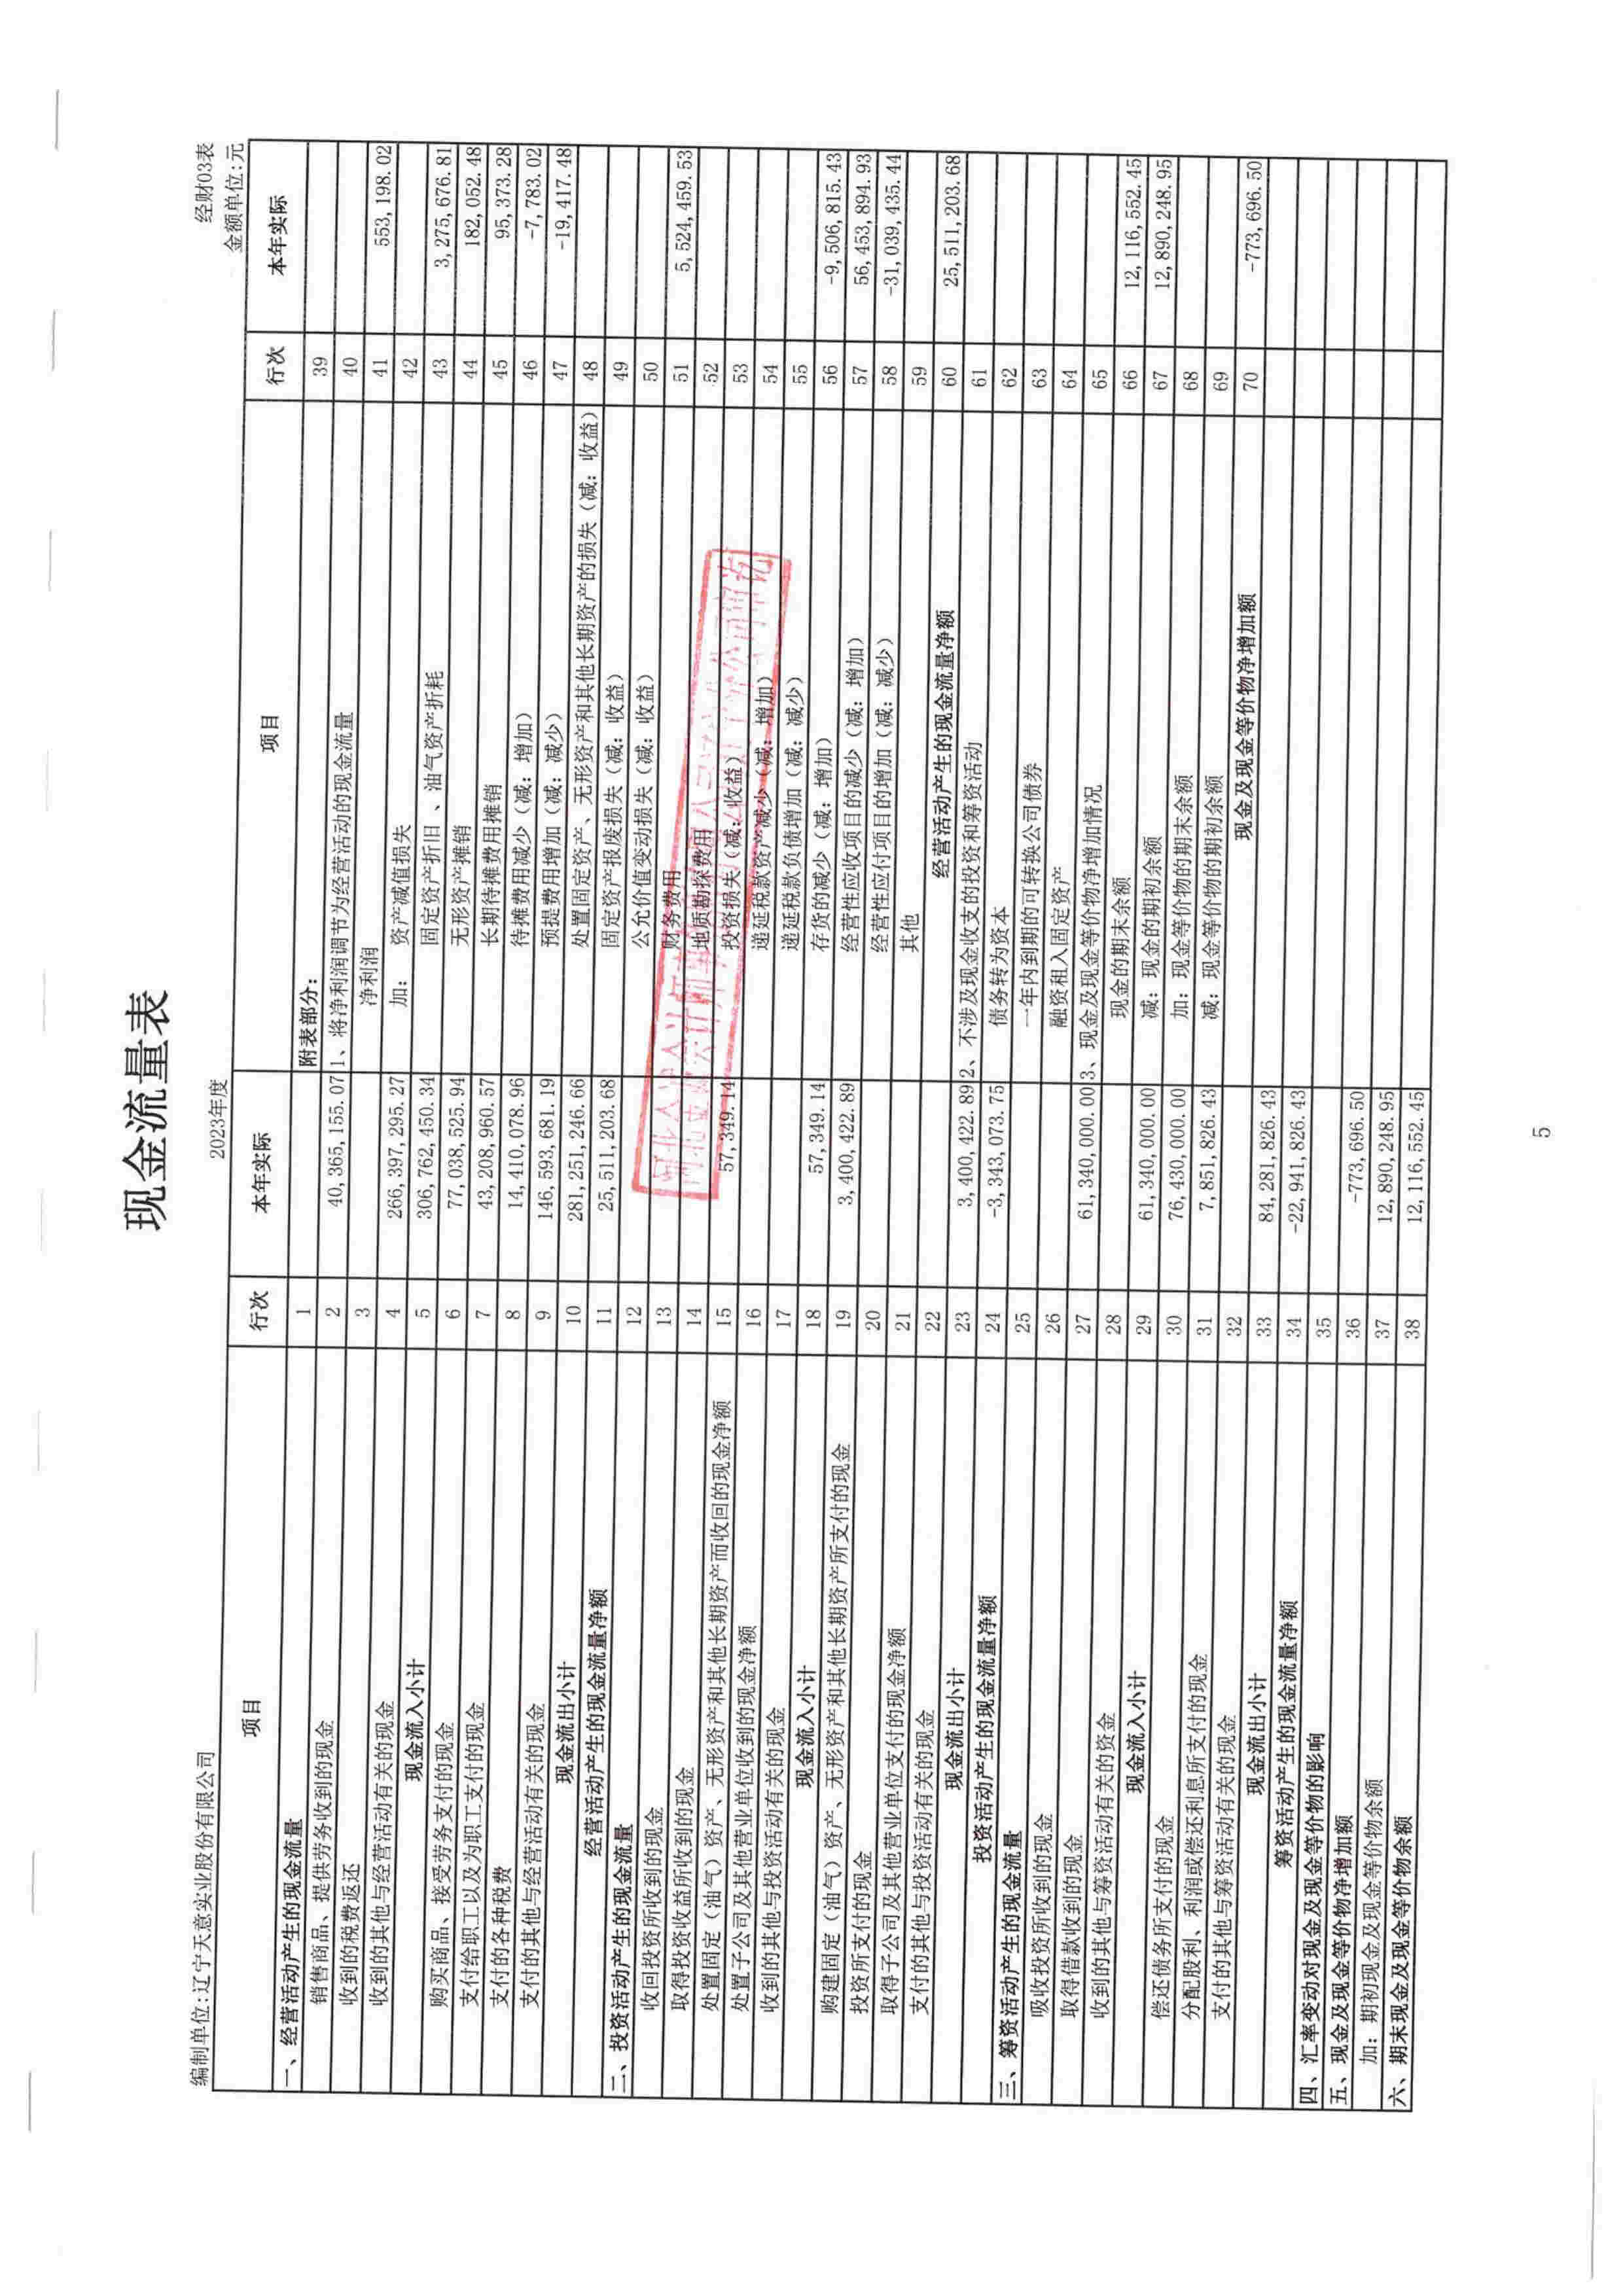 现金流量表
经财03表
2023年度
编制单位:辽宁天意实业股份有限公司 金额单位:元
项目 行次 本年实际 项目 行次 本年实际
一、经营活动产生的现金流量 1 附表部分: 39
销售商品、提供劳务收到的现金 2 40,365,155.07 1、将净利润调节为经营活动的现金流量 40
收到的税费返还 3 净利润 41 553,198.02
收到的其他与经营活动有关的现金 4 266,397,295.27 加: 资产减值损失 42
现金流入小计 5 306,762,450.34 固定资产折旧、油气资产折耗 43 3,275,676.81
购买商品、接受劳务支付的现金 6 77,038,525.94 无形资产摊销 44 182,052.48
支付给职工以及为职工支付的现金 7 43,208,960.57 长期待摊费用摊销 45 95,373.28
支付的各种税费 8 14,410,078.96 待摊费用减少(减:增加) 46 -7,783.02
支付的其他与经营活动有关的现金 9 146,593,681.19 预提费用增加(减:减少) 47 -19,417.48
现金流出小计 10 281,251,246.66 处置固定资产、无形资产和其他长期资产的损失(减:收益) 48
经营活动产生的现金流量净额 11 25,511,203.68 固定资产报废损失(减:收益) 49
二、投资活动产生的现金流量 12 公允价值变动损失(减:收益) 50
收回投资所收到的现金 13 财务费用 51 5,524,459.53
取得投资收益所收到的现金 14 地质勘探费用 52
处置固定(油气)资产、无形资产和其他长期资产而收回的现金净额 15 57,349.14 投资损失(减:收益) 53
处置子公司及其他营业单位收到的现金净额 16 递延税款资产减少(减:增加) 54
收到的其他与投资活动有关的现金 17 递延税款负债增加(减:减少) 55
现金流入小计 18 57,349.14 存货的减少(减:增加) 56 -9,506,815.43
购建固定(油气)资产、无形资产和其他长期资产所支付的现金 19 3,400,422.89 经营性应收项目的减少(减:增加) 57 56,453,894.93
投资所支付的现金 20 经营性应付项目的增加(减:减少) 58 -31,039,435.44
取得子公司及其他营业单位支付的现金净额 21 其他 59
支付的其他与投资活动有关的现金 22 经营活动产生的现金流量净额 60 25,511,203.68
现金流出小计 23 3,400,422.89 2、不涉及现金收支的投资和筹资活动 61
投资活动产生的现金流量净额 24 -3,343,073.75 债务转为资本 62
三、筹资活动产生的现金流量 25 一年内到期的可转换公司债券 63
吸收投资所收到的现金 26 融资租入固定资产 64
取得借款收到的现金 27 61,340,000.00 3、现金及现金等价物净增加情况 65
收到的其他与筹资活动有关的资金 28 现金的期末余额 66 12,116,552.45
现金流入小计 29 61,340,000.00 减:现金的期初余额 67 12,890,248.95
偿还债务所支付的现金 30 76,430,000.00 加:现金等价物的期末余额 68
分配股利、利润或偿还利息所支付的现金 31 7,851,826.43 减:现金等价物的期初余额 69
支付的其他与筹资活动有关的现金 32 现金及现金等价物净增加额 70 -773,696.50
现金流出小计 33 84,281,826.43
筹资活动产生的现金流量净额 34 -22,941,826.43
四、汇率变动对现金及现金等价物的影响 35
五、现金及现金等价物净增加额 36 -773,696.50
加:期初现金及现金等价物余额 37 12,890,248.95
六、期末现金及现金等价物余额 38 12,116,552.45
5